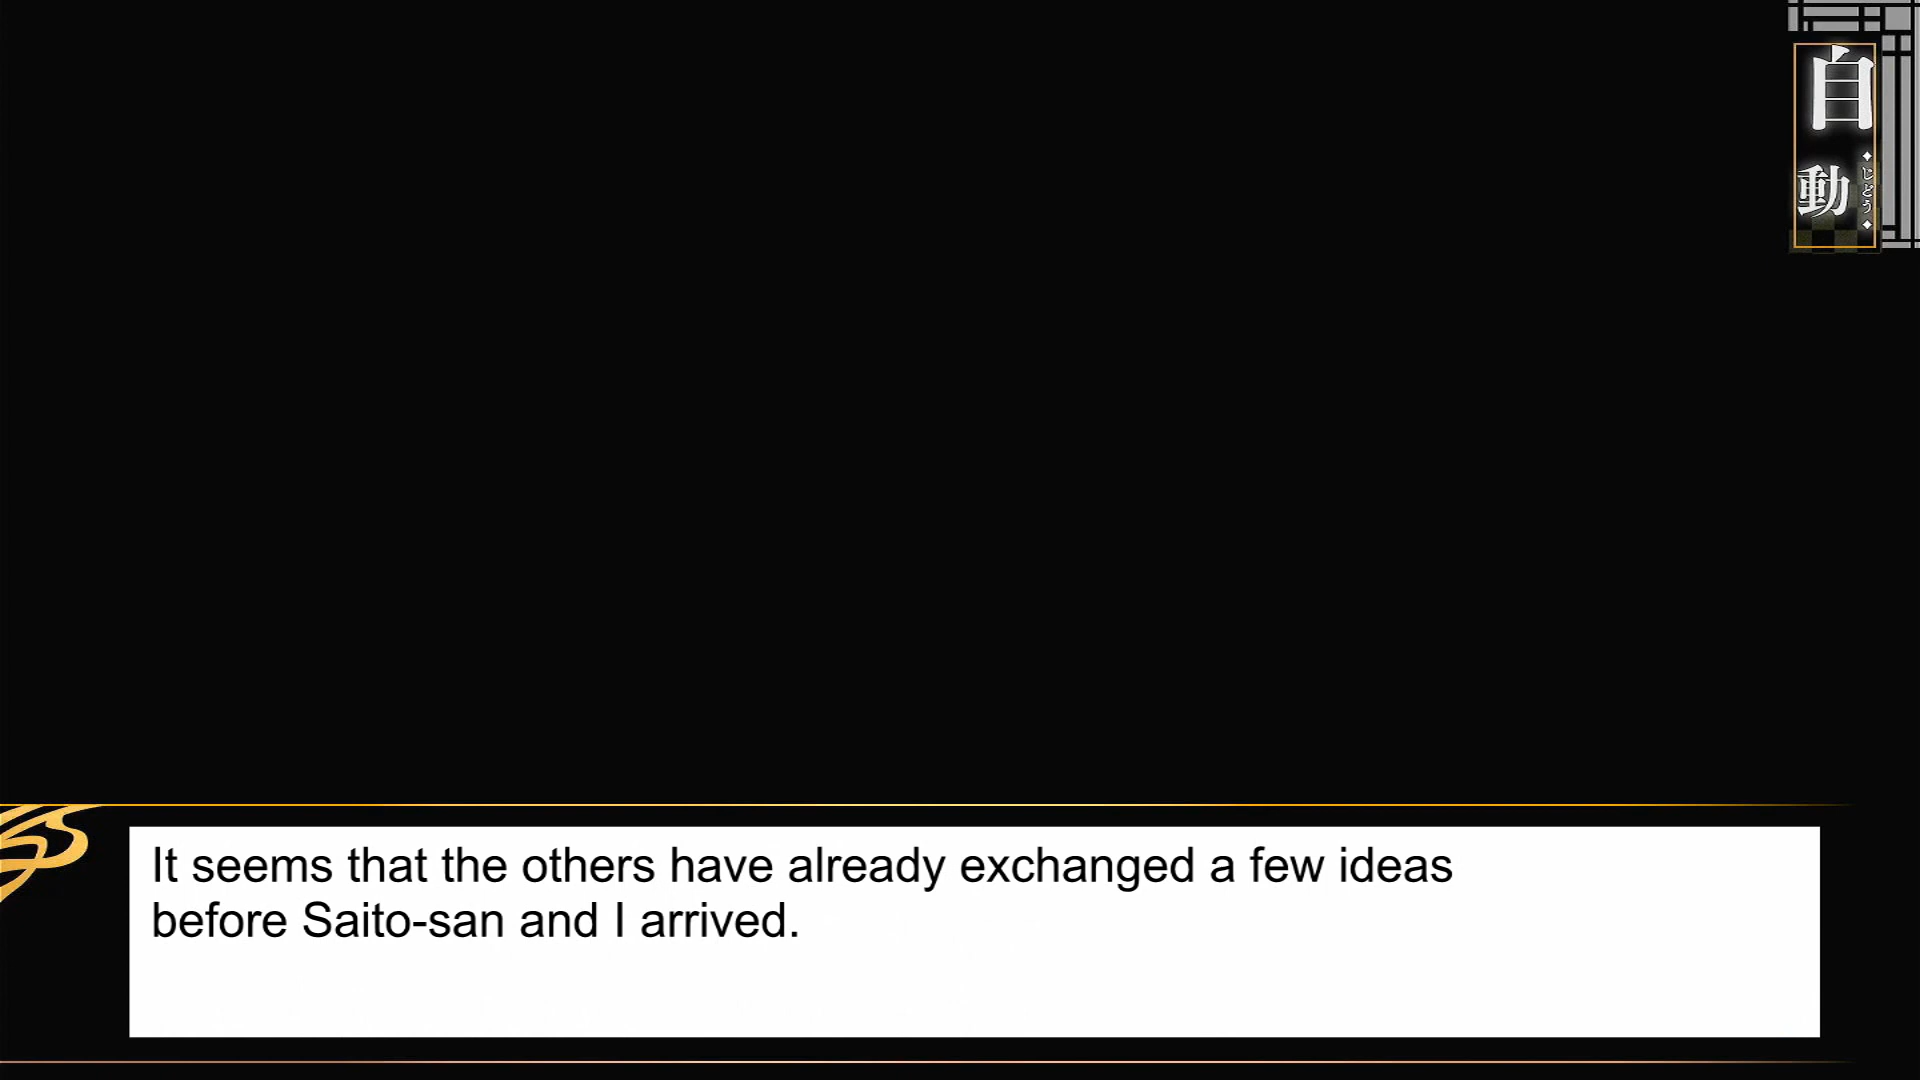 自動
じどう
It seems that the others have already exchanged a few ideas
before Saito-san and I arrived.